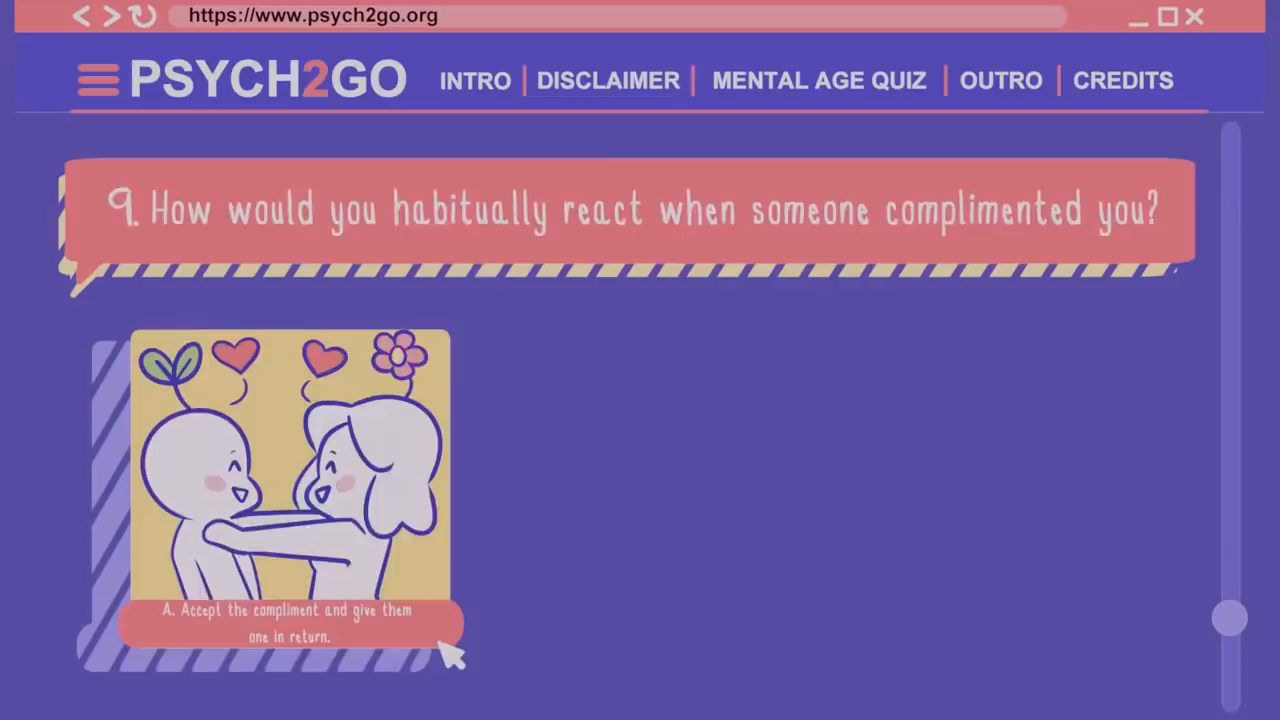 https://www.psych2go.org
PSYCH2GO INTRO DISCLAIMER MENTAL AGE QUIZ OUTRO CREDITS
9. How would you habitually react when someone complimented you?
A. Accept the compliment and give them
one in return.